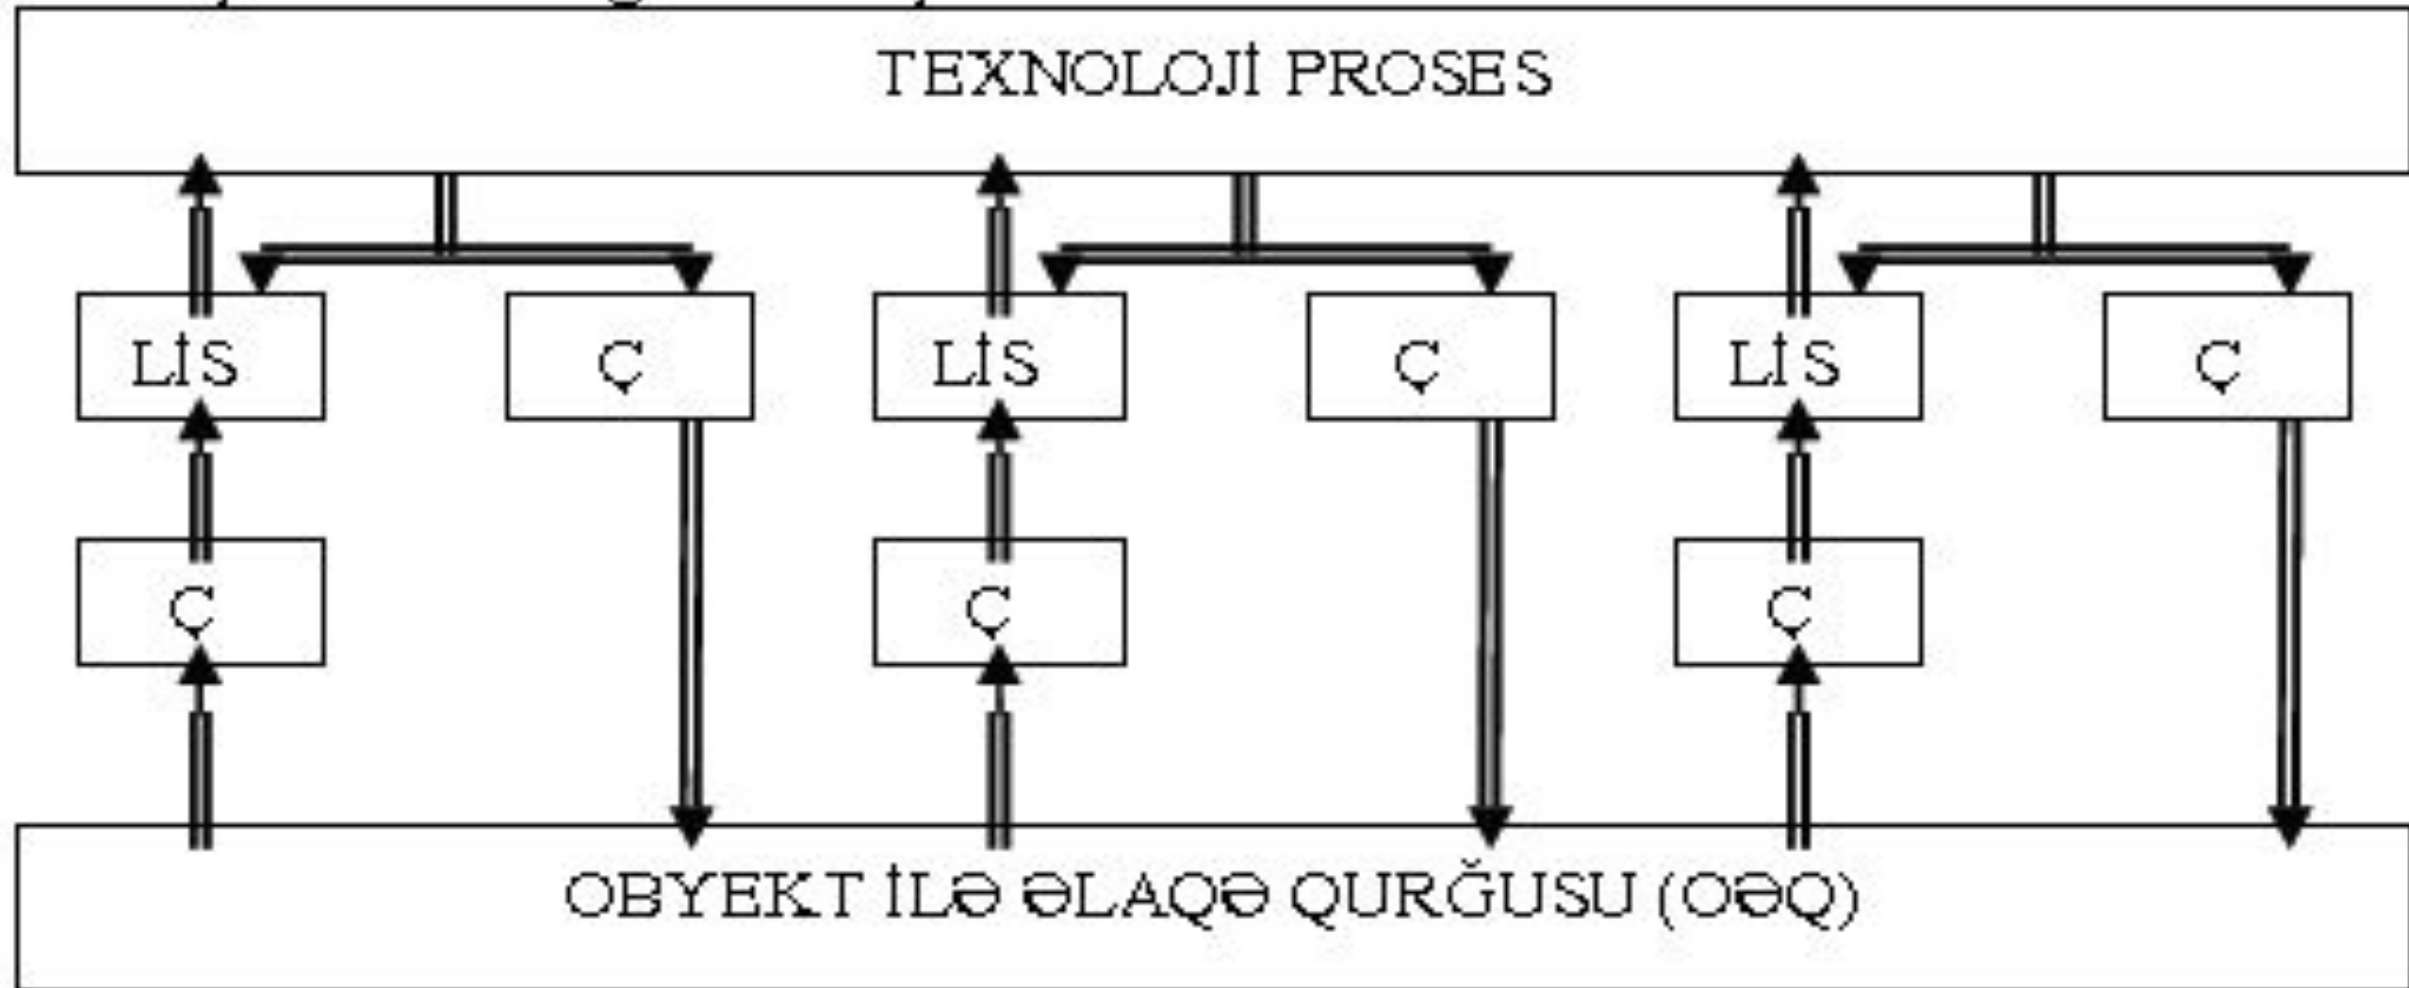 TEXNOLOJİ PROSES
LİS Ç LİS Ç LİS Ç
Ç Ç Ç
OBYEKT İLƏ ƏLAQƏ QURĞUSU (OƏQ)